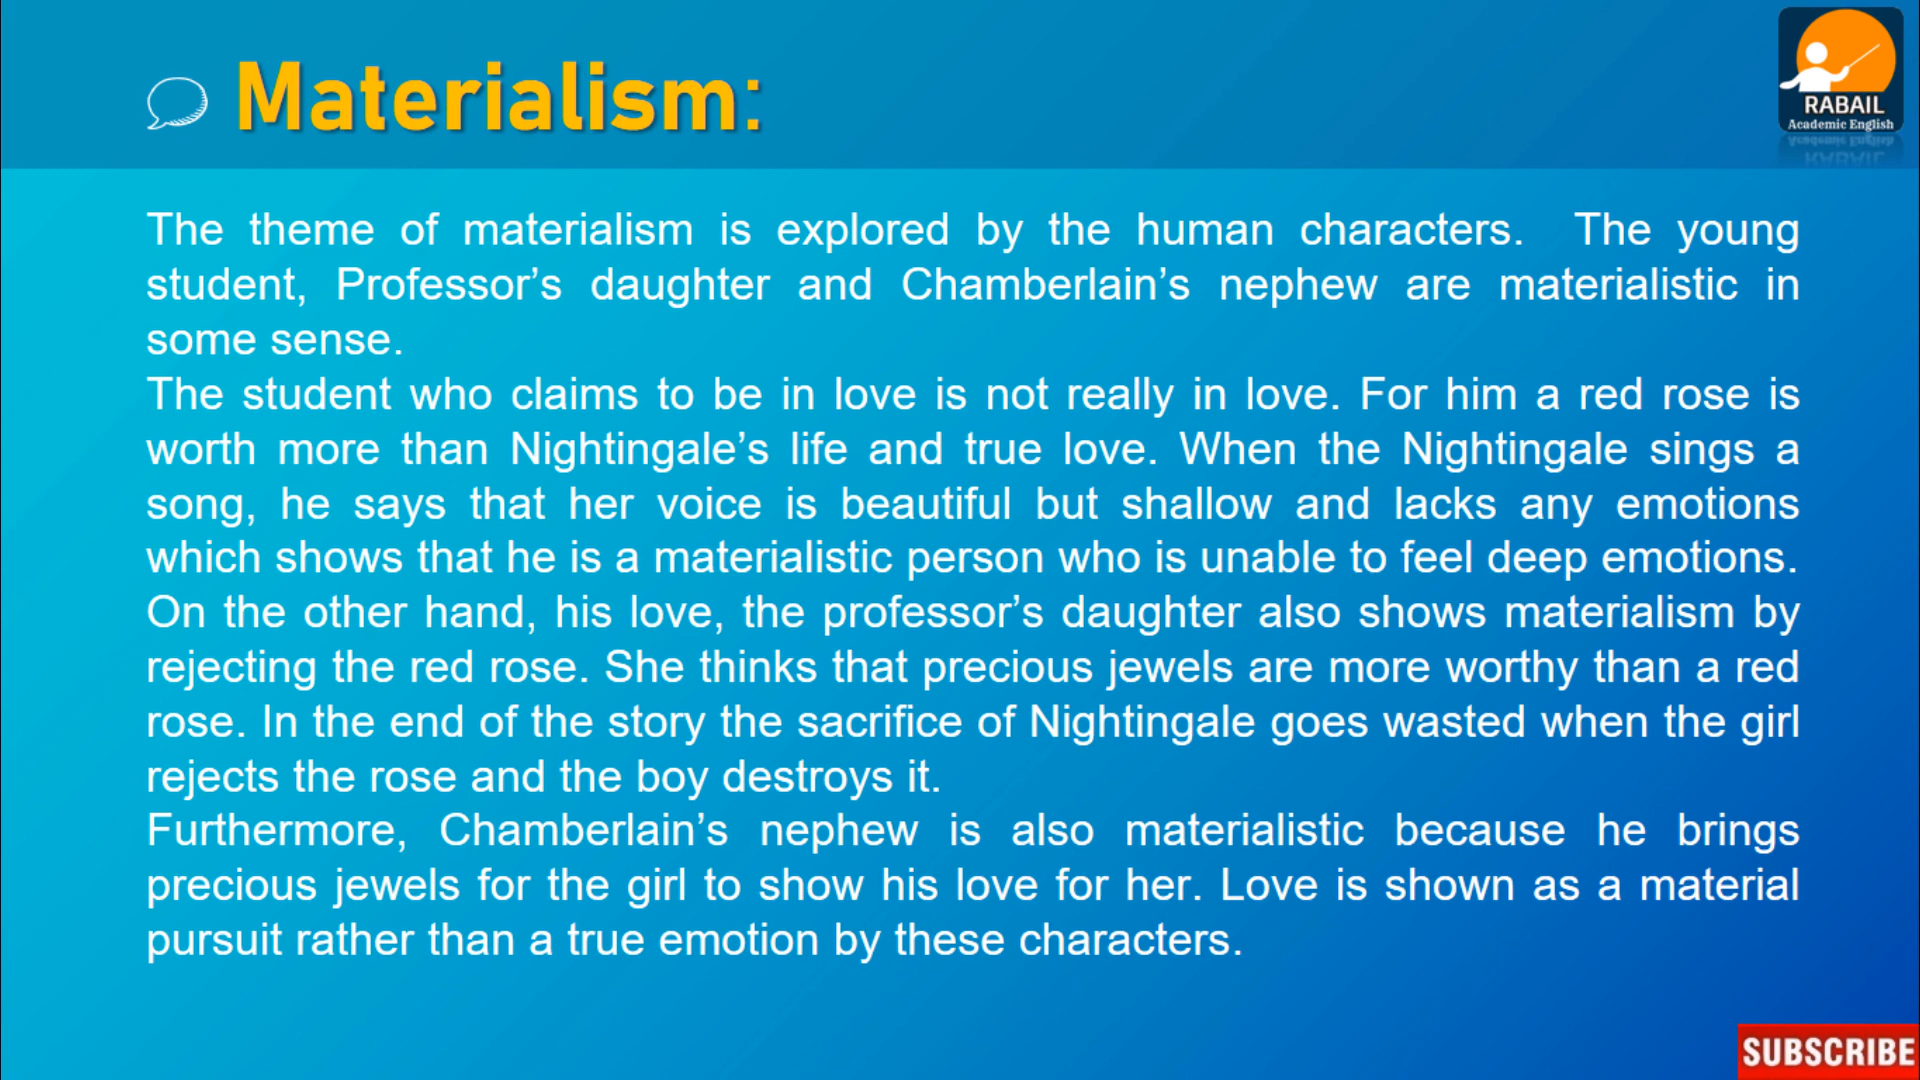 Materialism:
RABAIL
Academic English
The theme of materialism is explored by the human characters. The young
student, Professor’s daughter and Chamberlain’s nephew are materialistic in
some sense.
The student who claims to be in love is not really in love. For him a red rose is
worth more than Nightingale’s life and true love. When the Nightingale sings a
song, he says that her voice is beautiful but shallow and lacks any emotions
which shows that he is a materialistic person who is unable to feel deep emotions.
On the other hand, his love, the professor’s daughter also shows materialism by
rejecting the red rose. She thinks that precious jewels are more worthy than a red
rose. In the end of the story the sacrifice of Nightingale goes wasted when the girl
rejects the rose and the boy destroys it.
Furthermore, Chamberlain’s nephew is also materialistic because he brings
precious jewels for the girl to show his love for her. Love is shown as a material
pursuit rather than a true emotion by these characters.
SUBSCRIBE